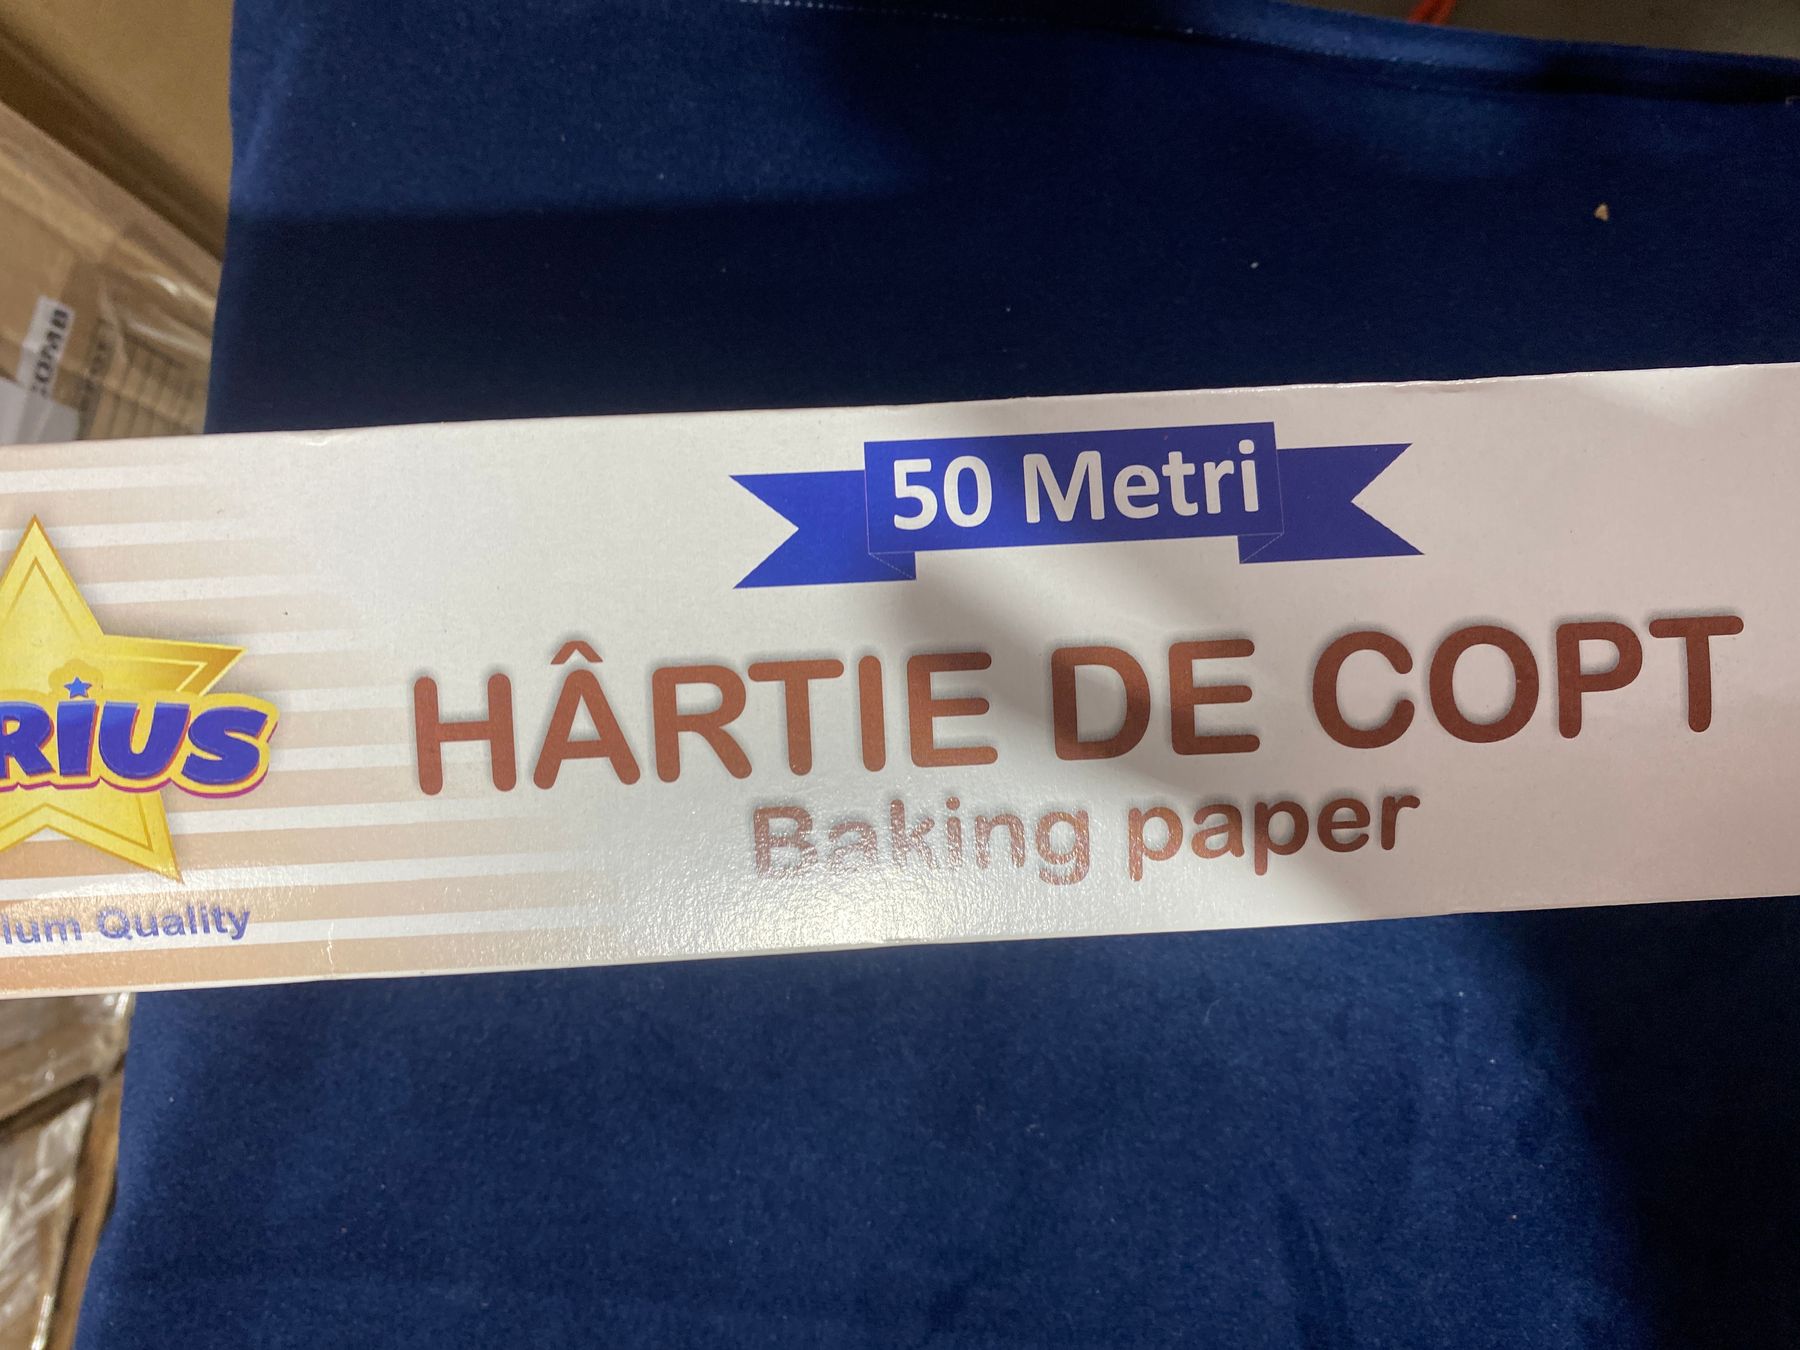 50 Metri
HÂRTIE DE COPT
Baking paper
RIUS
ium Quality